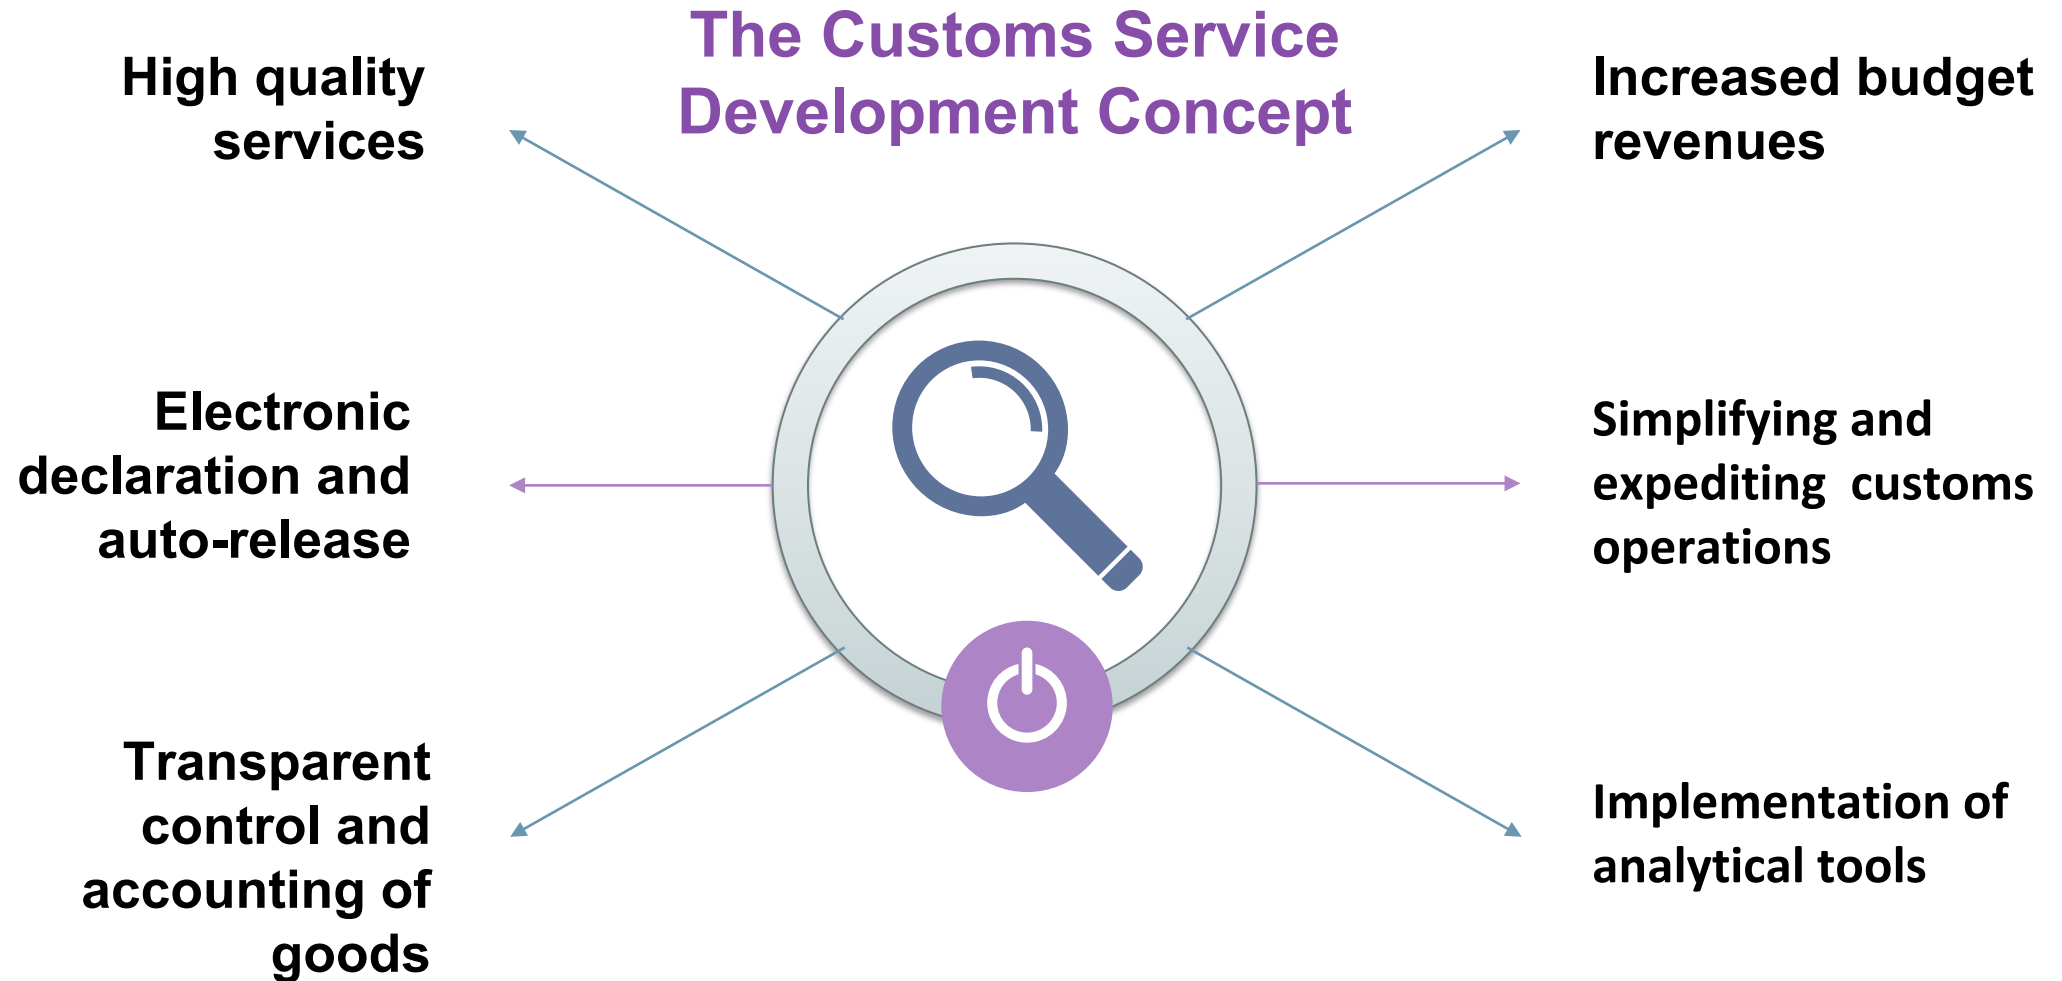 The Customs Service
Development Concept
High quality
services
Electronic
declaration and
auto-release
Transparent
control and
accounting of
goods
Increased budget
revenues
Simplifying and
expediting  customs
operations
Implementation of
analytical tools